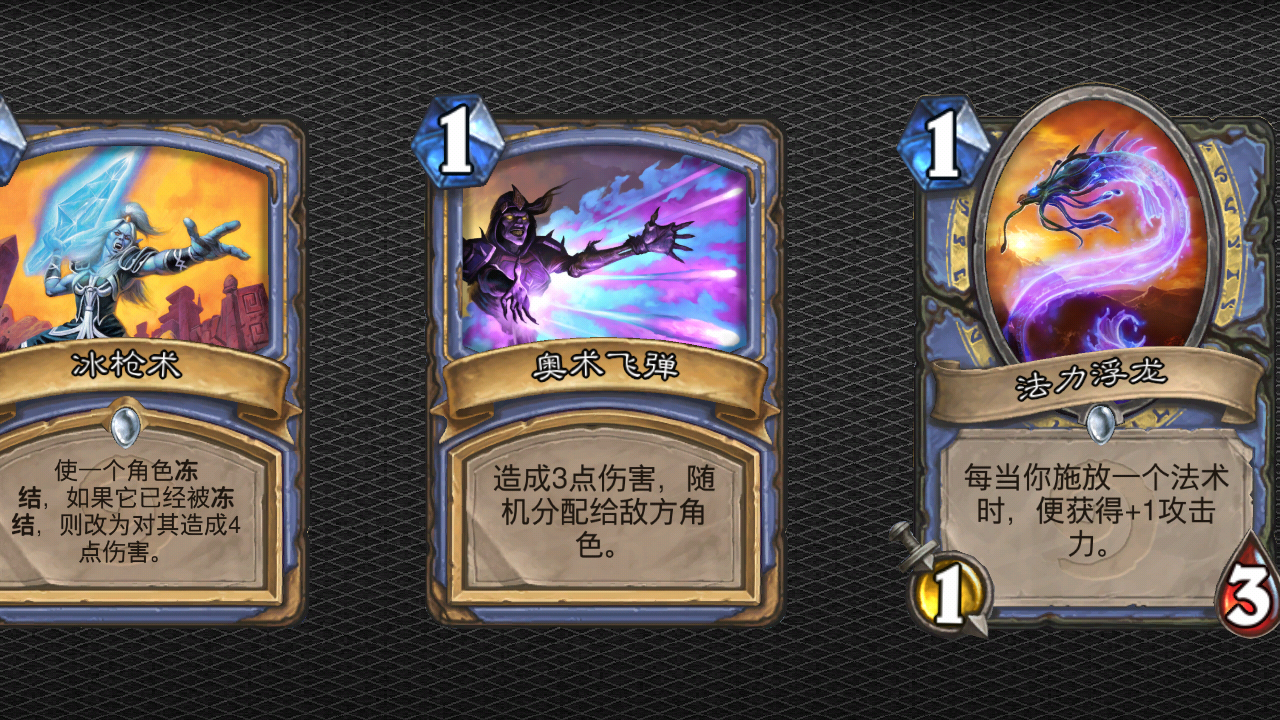 冰枪术
使一个角色冻
结，如果它已经被冻
结，则改为对其造成4
点伤害。
1
奥术飞弹
造成3点伤害，随
机分配给敌方角
色。
1
法力浮龙
每当你施放一个法术
时，便获得+1攻击
力。
1
3